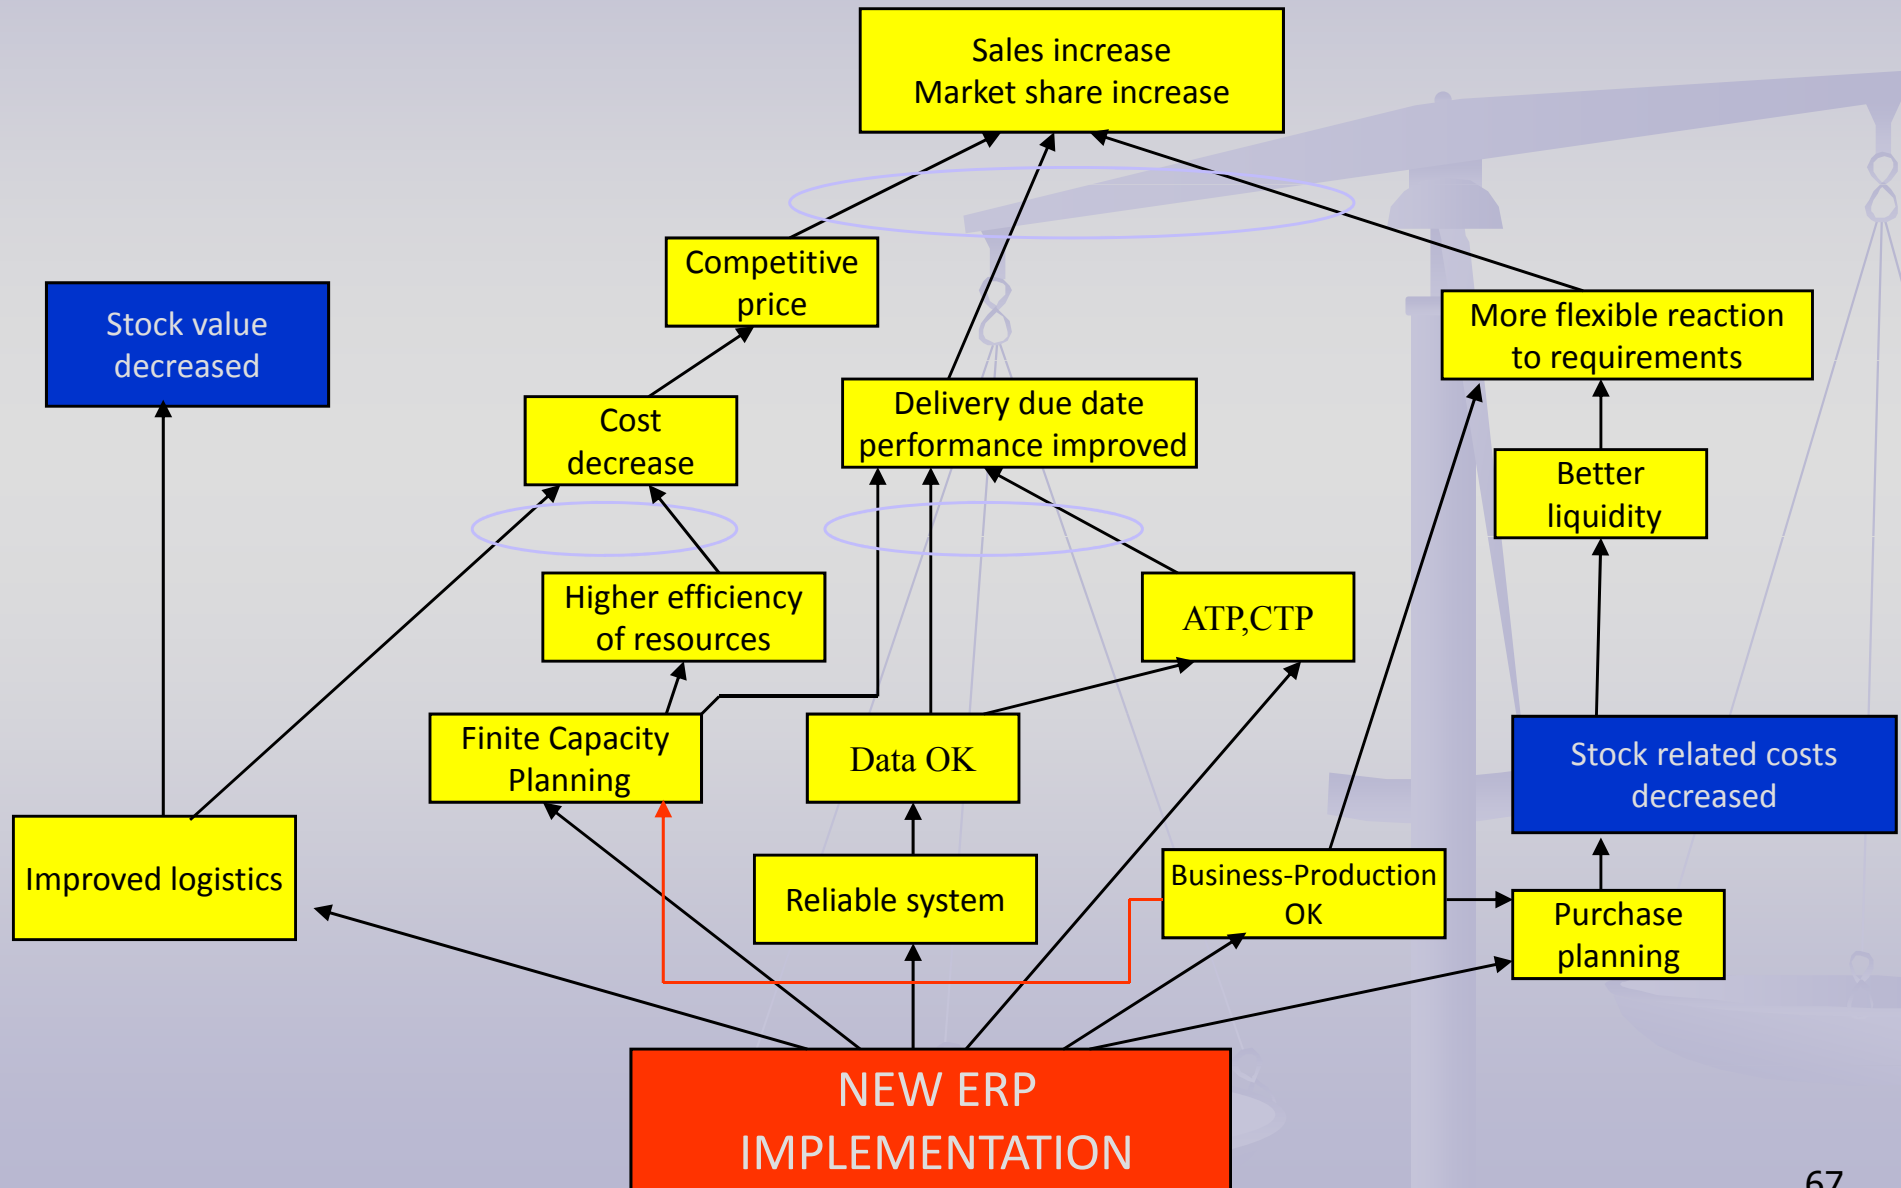 Sales increase
Market share increase
Competitive
price
Stock value
decreased
More flexible reaction
to requirements
Cost
decrease
Delivery due date
performance improved
Better
liquidity
Higher efficiency
of resources
ATP,CTP
Finite Capacity
Planning
Data OK
Stock related costs
decreased
Improved logistics
Reliable system
Business-Production
OK
Purchase
planning
NEW ERP
IMPLEMENTATION
67